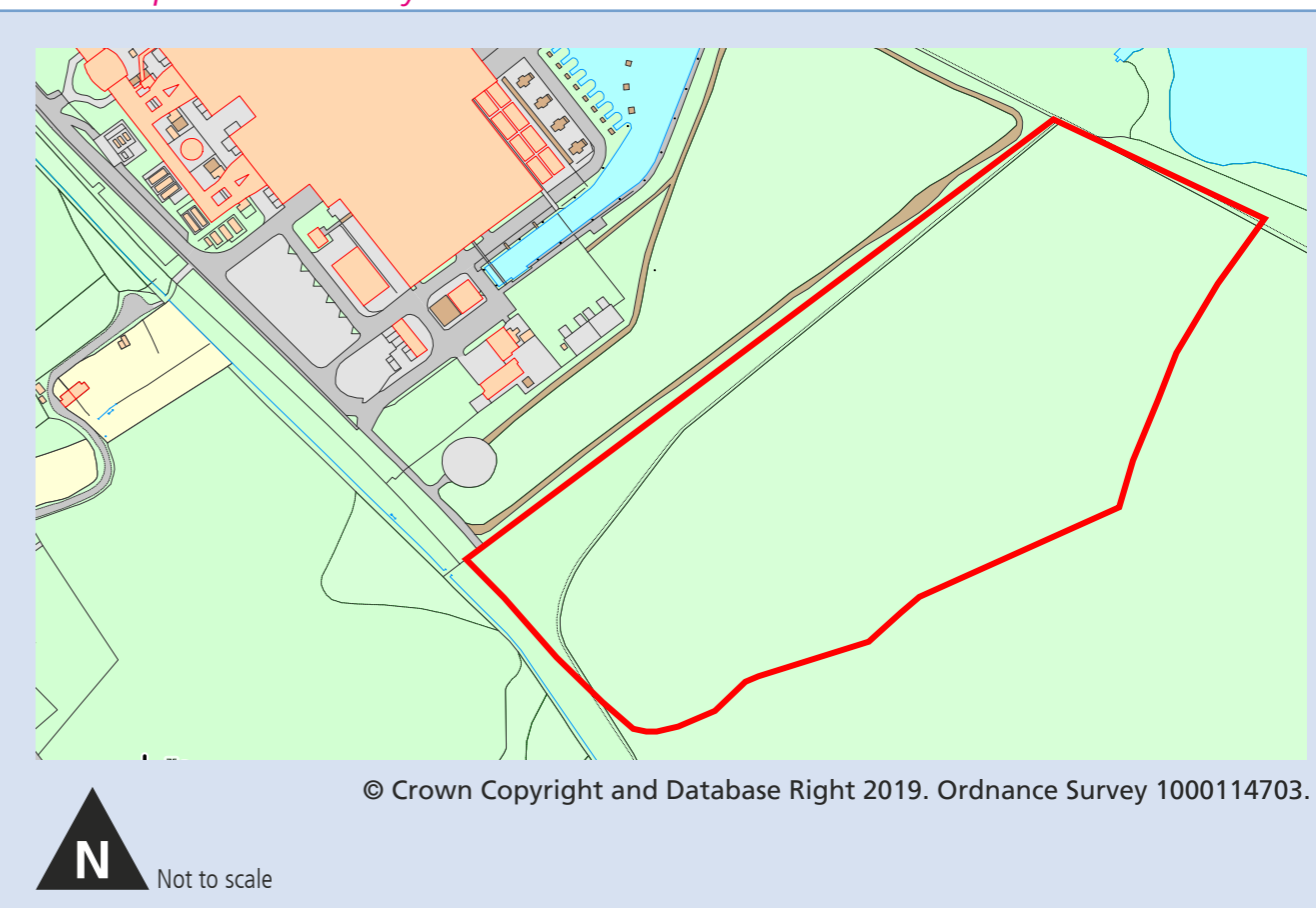 © Crown Copyright and Database Right 2019. Ordnance Survey 1000114703.
N
Not to scale